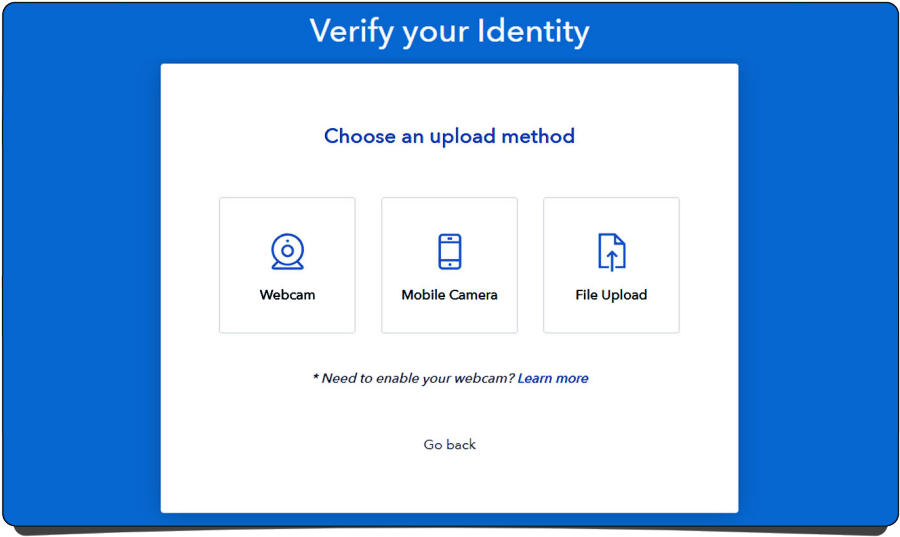 Verify your Identity
Choose an upload method
Webcam
Mobile Camera
File Upload
* Need to enable your webcam? Learn more
Go back